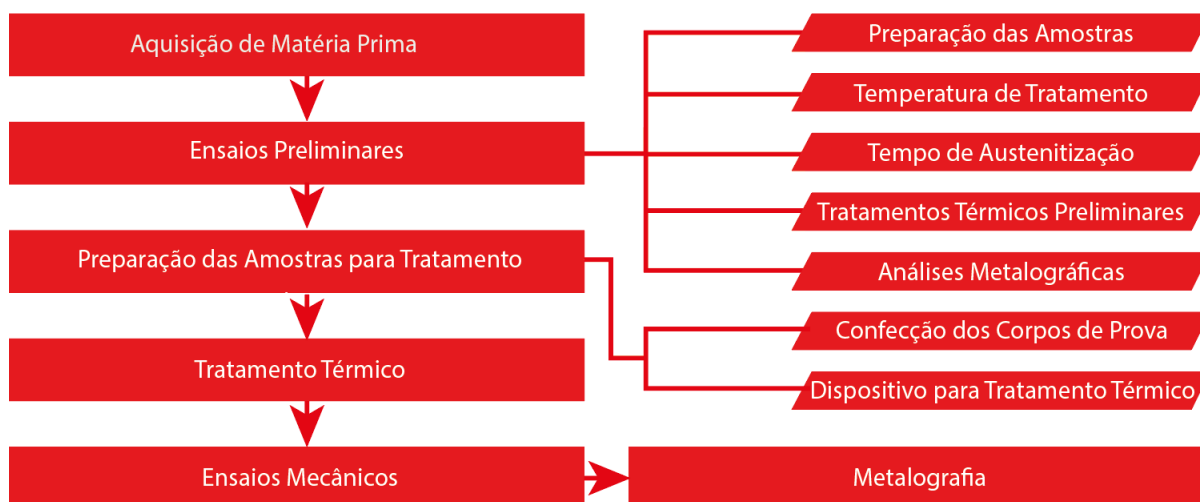 Aquisição de Matéria Prima
Ensaios Preliminares
Preparação das Amostras para Tratamento
Tratamento Térmico
Ensaios Mecânicos
Preparação das Amostras
Temperatura de Tratamento
Tempo de Austenitização
Tratamentos Térmicos Preliminares
Análises Metalográficas
Confecção dos Corpos de Prova
Dispositivo para Tratamento Térmico
Metalografia